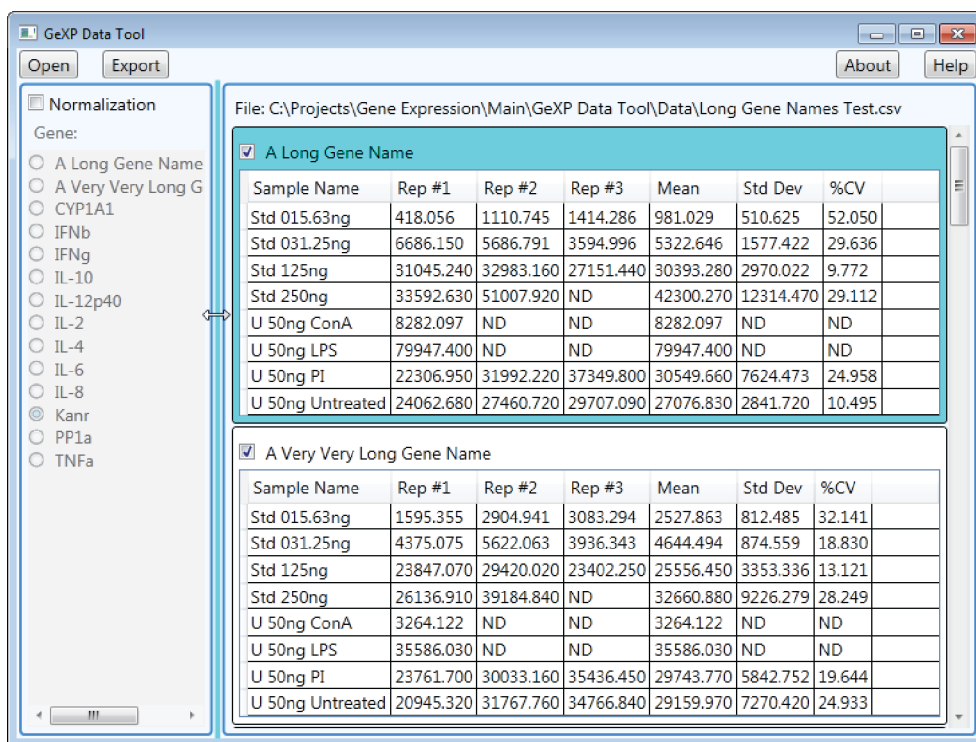 GeXP Data Tool
Open Export About Help
Normalization
Gene:
A Long Gene Name
A Very Very Long G
CYP1A1
IFNb
IFNg
IL-10
IL-12p40
IL-2
IL-4
IL-6
IL-8
Kanr
PP1a
TNFa
File: C:\Projects\Gene Expression\Main\GeXP Data Tool\Data\Long Gene Names Test.csv
A Long Gene Name
Sample Name Rep #1 Rep #2 Rep #3 Mean Std Dev %CV
Std 015.63ng 418.056 1110.745 1414.286 981.029 510.625 52.050
Std 031.25ng 6686.150 5686.791 3594.996 5322.646 1577.422 29.636
Std 125ng 31045.240 32983.160 27151.440 30393.280 2970.022 9.772
Std 250ng 33592.630 51007.920 ND 42300.270 12314.470 29.112
U 50ng ConA 8282.097 ND ND 8282.097 ND ND
U 50ng LPS 79947.400 ND ND 79947.400 ND ND
U 50ng PI 22306.950 31992.220 37349.800 30549.660 7624.473 24.958
U 50ng Untreated 24062.680 27460.720 29707.090 27076.830 2841.720 10.495
A Very Very Long Gene Name
Sample Name Rep #1 Rep #2 Rep #3 Mean Std Dev %CV
Std 015.63ng 1595.355 2904.941 3083.294 2527.863 812.485 32.141
Std 031.25ng 4375.075 5622.063 3936.343 4644.494 874.559 18.830
Std 125ng 23847.070 29420.020 23402.250 25556.450 3353.336 13.121
Std 250ng 26136.910 39184.840 ND 32660.880 9226.279 28.249
U 50ng ConA 3264.122 ND ND 3264.122 ND ND
U 50ng LPS 35586.030 ND ND 35586.030 ND ND
U 50ng PI 23761.700 30033.160 35436.450 29743.770 5842.752 19.644
U 50ng Untreated 20945.320 31767.760 34766.840 29159.970 7270.420 24.933